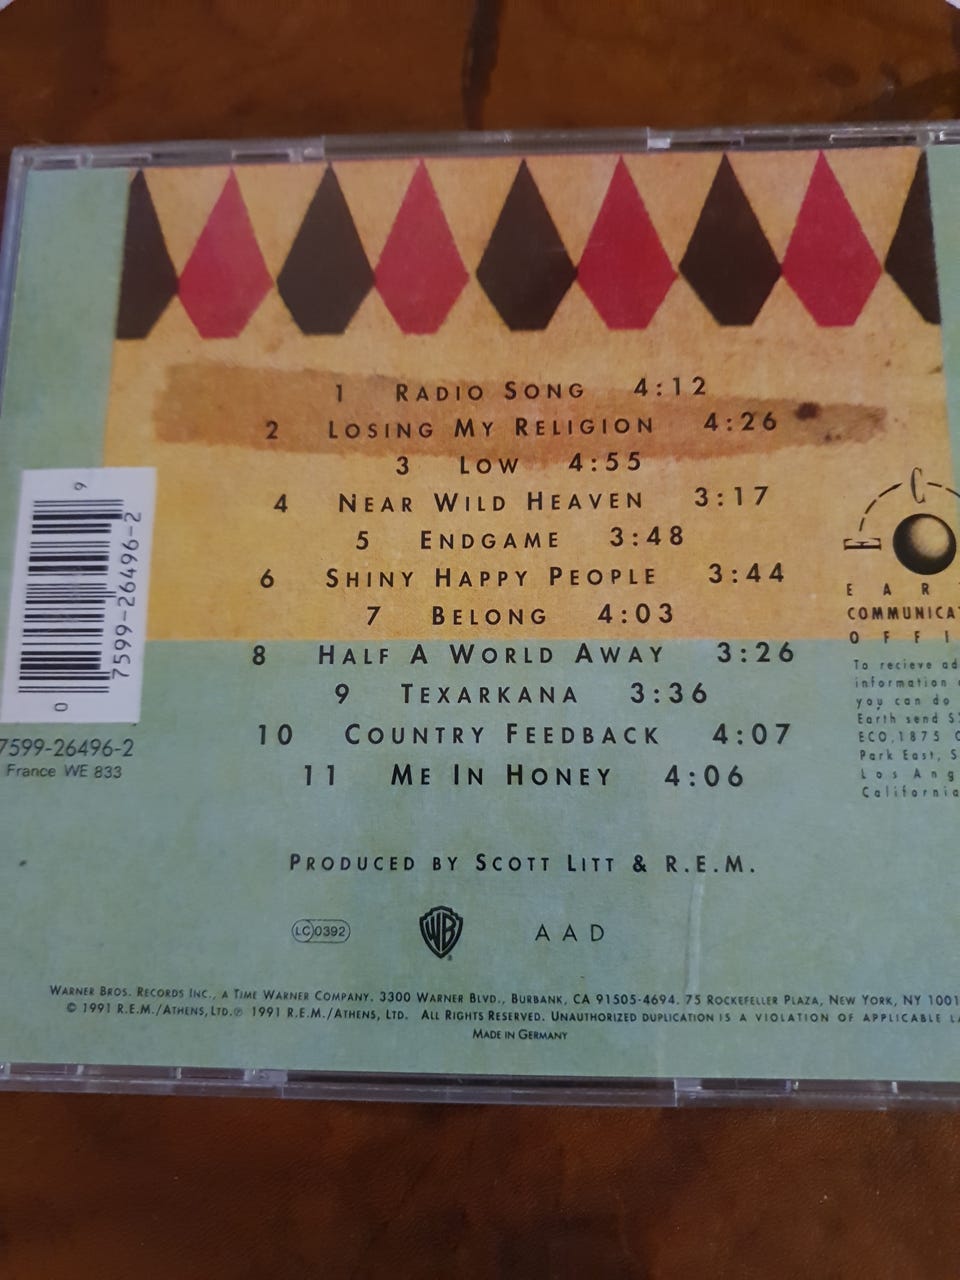 1 RADIO SONG 4:12
2 LOSING MY RELIGION 4:26
3 LOW 4:55
4 NEAR WILD HEAVEN 3:17
5 ENDGAME 3:48
6 SHINY HAPPY PEOPLE 3:44
7 BELONG 4:03
8 HALF A WORLD AWAY 3:26
9 TEXARKANA 3:36
10 COUNTRY FEEDBACK 4:07
11 ME IN HONEY 4:06
9
7599-26496-2
0
7599-26496-2
France WE 833
E C
E A R
COMMUNICA
O F F I
To recieve ad
information
you can do
Earth send
ECO, 1875
Park East, S
Los Ang
California
PRODUCED BY SCOTT LITT & R.E.M.
LC 0392
WB
AAD
WARNER BROS. RECORDS INC., A TIME WARNER COMPANY. 3300 WARNER BLVD., BURBANK, CA 91505-4694. 75 ROCKEFELLER PLAZA, NEW YORK, NY 1001
© 1991 R.E.M./ATHENS, LTD. ℗ 1991 R.E.M./ATHENS, LTD. ALL RIGHTS RESERVED. UNAUTHORIZED DUPLICATION IS A VIOLATION OF APPLICABLE LA
MADE IN GERMANY